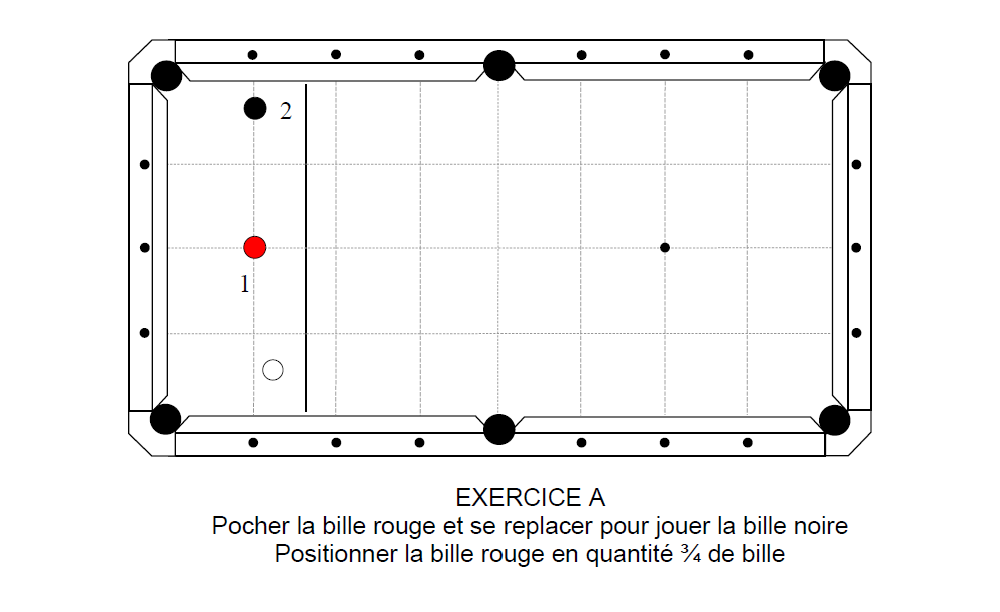 2
1
EXERCICE A
Pocher la bille rouge et se replacer pour jouer la bille noire
Positionner la bille rouge en quantité ¾ de bille